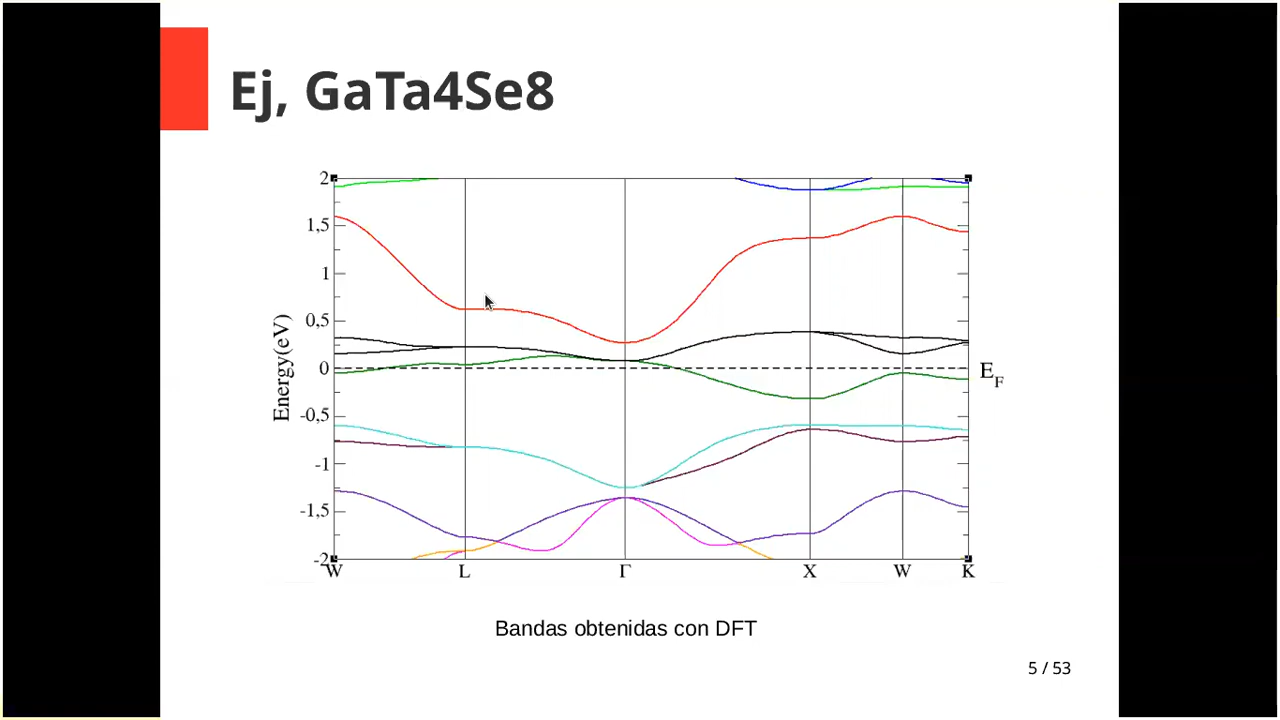 Ej, GaTa4Se8
2
1,5
1
0,5
0
-0,5
-1
-1,5
-2
Energy(eV)
E_F
W L Γ X W K
Bandas obtenidas con DFT
5 / 53